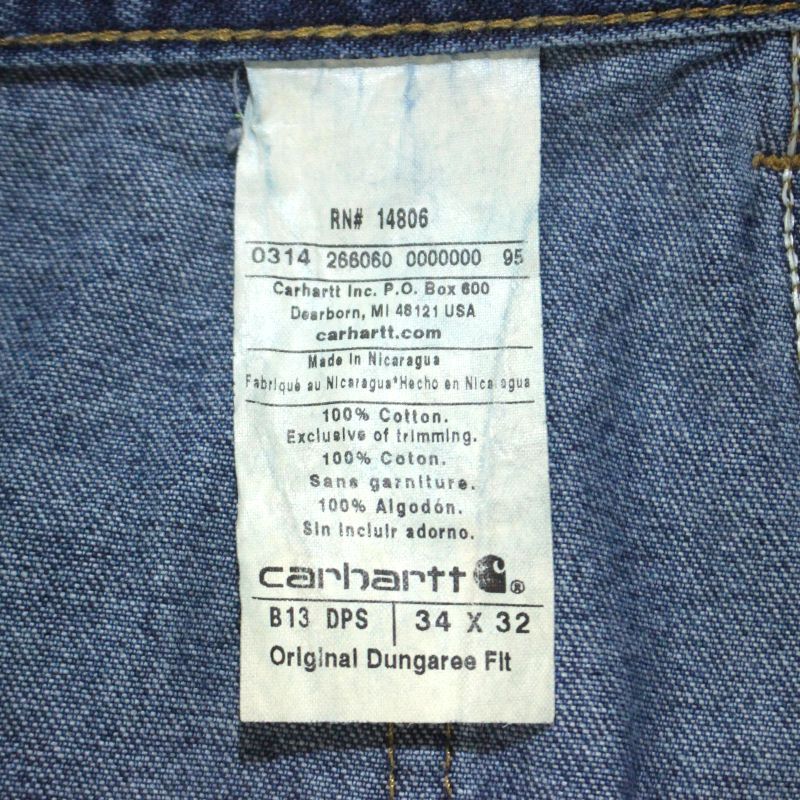 RN# 14806
0314 266060 0000000 95
Carhartt Inc. P.O. Box 600
Dearborn, MI 48121 USA
carhartt.com
Made in Nicaragua
Fabriqué au Nicaragua*Hecho en Nicaragua
100% Cotton.
Exclusive of trimming.
100% Coton.
Sans garniture.
100% Algodón.
Sin incluir adorno.
carhartt ®
B13 DPS | 34 X 32
Original Dungaree Fit